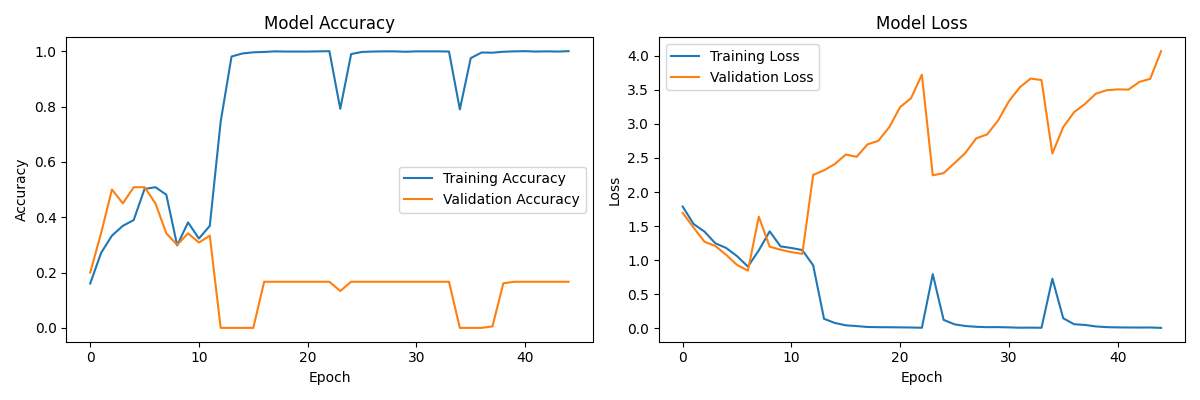 Model Accuracy
1.0
0.8
0.6
0.4
0.2
0.0
Accuracy
Training Accuracy
Validation Accuracy
0 10 20 30 40
Epoch
Model Loss
Training Loss
Validation Loss
4.0
3.5
3.0
2.5
2.0
1.5
1.0
0.5
0.0
Loss
0 10 20 30 40
Epoch